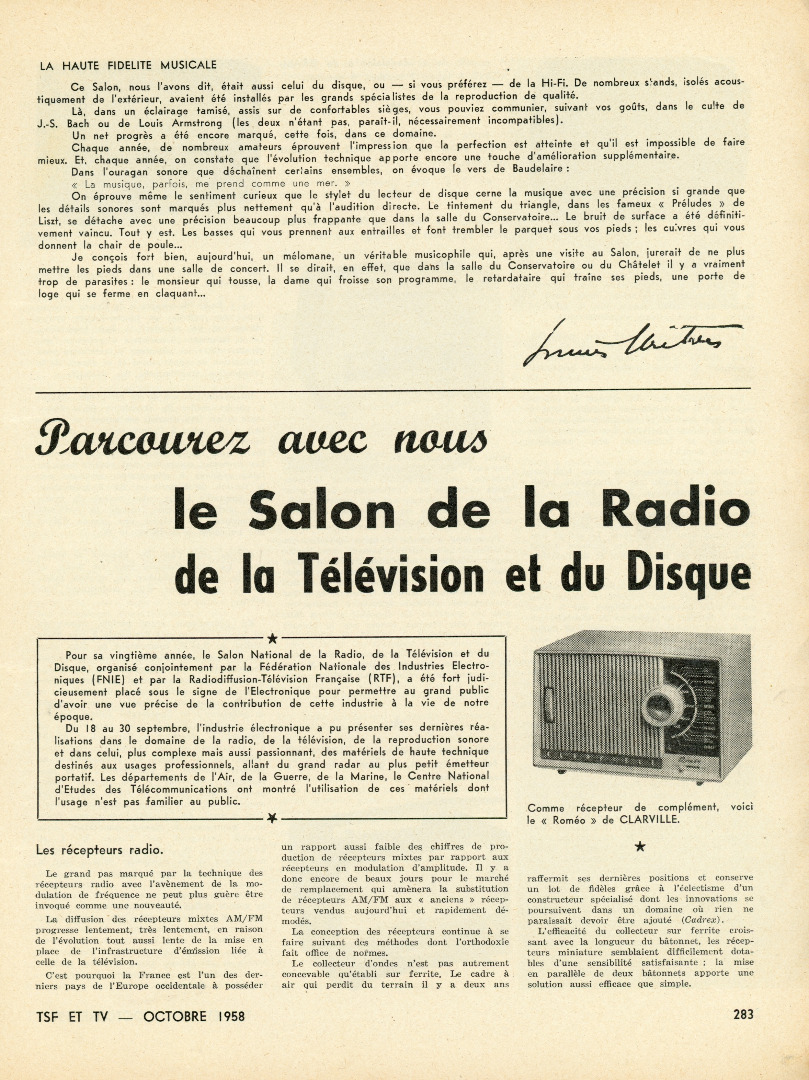 LA HAUTE FIDELITE MUSICALE
Ce Salon, nous l'avons dit, était aussi celui du disque, ou — si vous préférez — de la Hi-Fi. De nombreux stands, isolés acous-
tiquement de l'extérieur, avaient été installés par les grands spécialistes de la reproduction de qualité.
Là, dans un éclairage tamisé, assis sur de confortables sièges, vous pouviez communier, suivant vos goûts, dans le culte de
J.-S. Bach ou de Louis Armstrong (les deux n'étant pas, paraît-il, nécessairement incompatibles).
Un net progrès a été encore marqué, cette fois, dans ce domaine.
Chaque année, de nombreux amateurs éprouvent l'impression que la perfection est atteinte et qu'il est impossible de faire
mieux. Et, chaque année, on constate que l'évolution technique apporte encore une touche d'amélioration supplémentaire.
Dans l'ouragan sonore que déchaînent certains ensembles, on évoque le vers de Baudelaire :
« La musique, parfois, me prend comme une mer. »
On éprouve même le sentiment curieux que le stylet du lecteur de disque cerne la musique avec une précision si grande que
les détails sonores sont marqués plus nettement qu'à l'audition directe. Le tintement du triangle, dans les fameux « Préludes » de
Liszt, se détache avec une précision beaucoup plus frappante que dans la salle du Conservatoire... Le bruit de surface a été définiti-
vement vaincu. Tout y est. Les basses qui vous prennent aux entrailles et font trembler le parquet sous vos pieds ; les cuivres qui vous
donnent la chair de poule...
Je conçois fort bien, aujourd'hui, un mélomane, un véritable musicophile qui, après une visite au Salon, jurerait de ne plus
mettre les pieds dans une salle de concert. Il se dirait, en effet, que dans la salle du Conservatoire ou du Châtelet il y a vraiment
trop de parasites : le monsieur qui tousse, la dame qui froisse son programme, le retardataire qui traîne ses pieds, une porte de
loge qui se ferme en claquant...
Parcourez avec nous
le Salon de la Radio
de la Télévision et du Disque
Pour sa vingtième année, le Salon National de la Radio, de la Télévision et du
Disque, organisé conjointement par la Fédération Nationale des Industries Electro-
niques (FNIE) et par la Radiodiffusion-Télévision Française (RTF), a été fort judi-
cieusement placé sous le signe de l'Electronique pour permettre au grand public
d'avoir une vue précise de la contribution de cette industrie à la vie de notre
époque.
Du 18 au 30 septembre, l'industrie électronique a pu présenter ses dernières réa-
lisations dans le domaine de la radio, de la télévision, de la reproduction sonore
et dans celui, plus complexe mais aussi passionnant, des matériels de haute technique
destinés aux usages professionnels, allant du grand radar au plus petit émetteur
portatif. Les départements de l'Air, de la Guerre, de la Marine, le Centre National
d'Etudes des Télécommunications ont montré l'utilisation de ces matériels dont
l'usage n'est pas familier au public.
CLARVILLE
Comme récepteur de complément, voici
le « Roméo » de CLARVILLE.
Les récepteurs radio.
Le grand pas marqué par la technique des
récepteurs radio avec l'avènement de la mo-
dulation de fréquence ne peut plus guère être
invoqué comme une nouveauté.
La diffusion des récepteurs mixtes AM/FM
progresse lentement, très lentement, en raison
de l'évolution tout aussi lente de la mise en
place de l'infrastructure d'émission liée à
celle de la télévision.
C'est pourquoi la France est l'un des der-
niers pays de l'Europe occidentale à posséder
un rapport aussi faible des chiffres de pro-
duction de récepteurs mixtes par rapport aux
récepteurs en modulation d'amplitude. Il y a
donc encore de beaux jours pour le marché
de remplacement qui amènera la substitution
de récepteurs AM/FM aux « anciens » récep-
teurs vendus aujourd'hui et rapidement dé-
modés.
La conception des récepteurs continue à se
faire suivant des méthodes dont l'orthodoxie
fait office de normes.
Le collecteur d'ondes n'est pas autrement
concevable qu'établi sur ferrite, Le cadre à
air qui perdit du terrain il y a deux ans
raffermit ses dernières positions et conserve
un lot de fidèles grâce à l'éclectisme d'un
constructeur spécialisé dont les innovations se
poursuivent dans un domaine où rien ne
paraissait devoir être ajouté (Cadrex).
L'efficacité du collecteur sur ferrite crois-
sant avec la longueur du bâtonnet, les récep-
teurs miniature semblaient difficilement dota-
bles d'une sensibilité satisfaisante ; la mise
en parallèle de deux bâtonnets apporte une
solution aussi efficace que simple.
TSF ET TV — OCTOBRE 1958
283